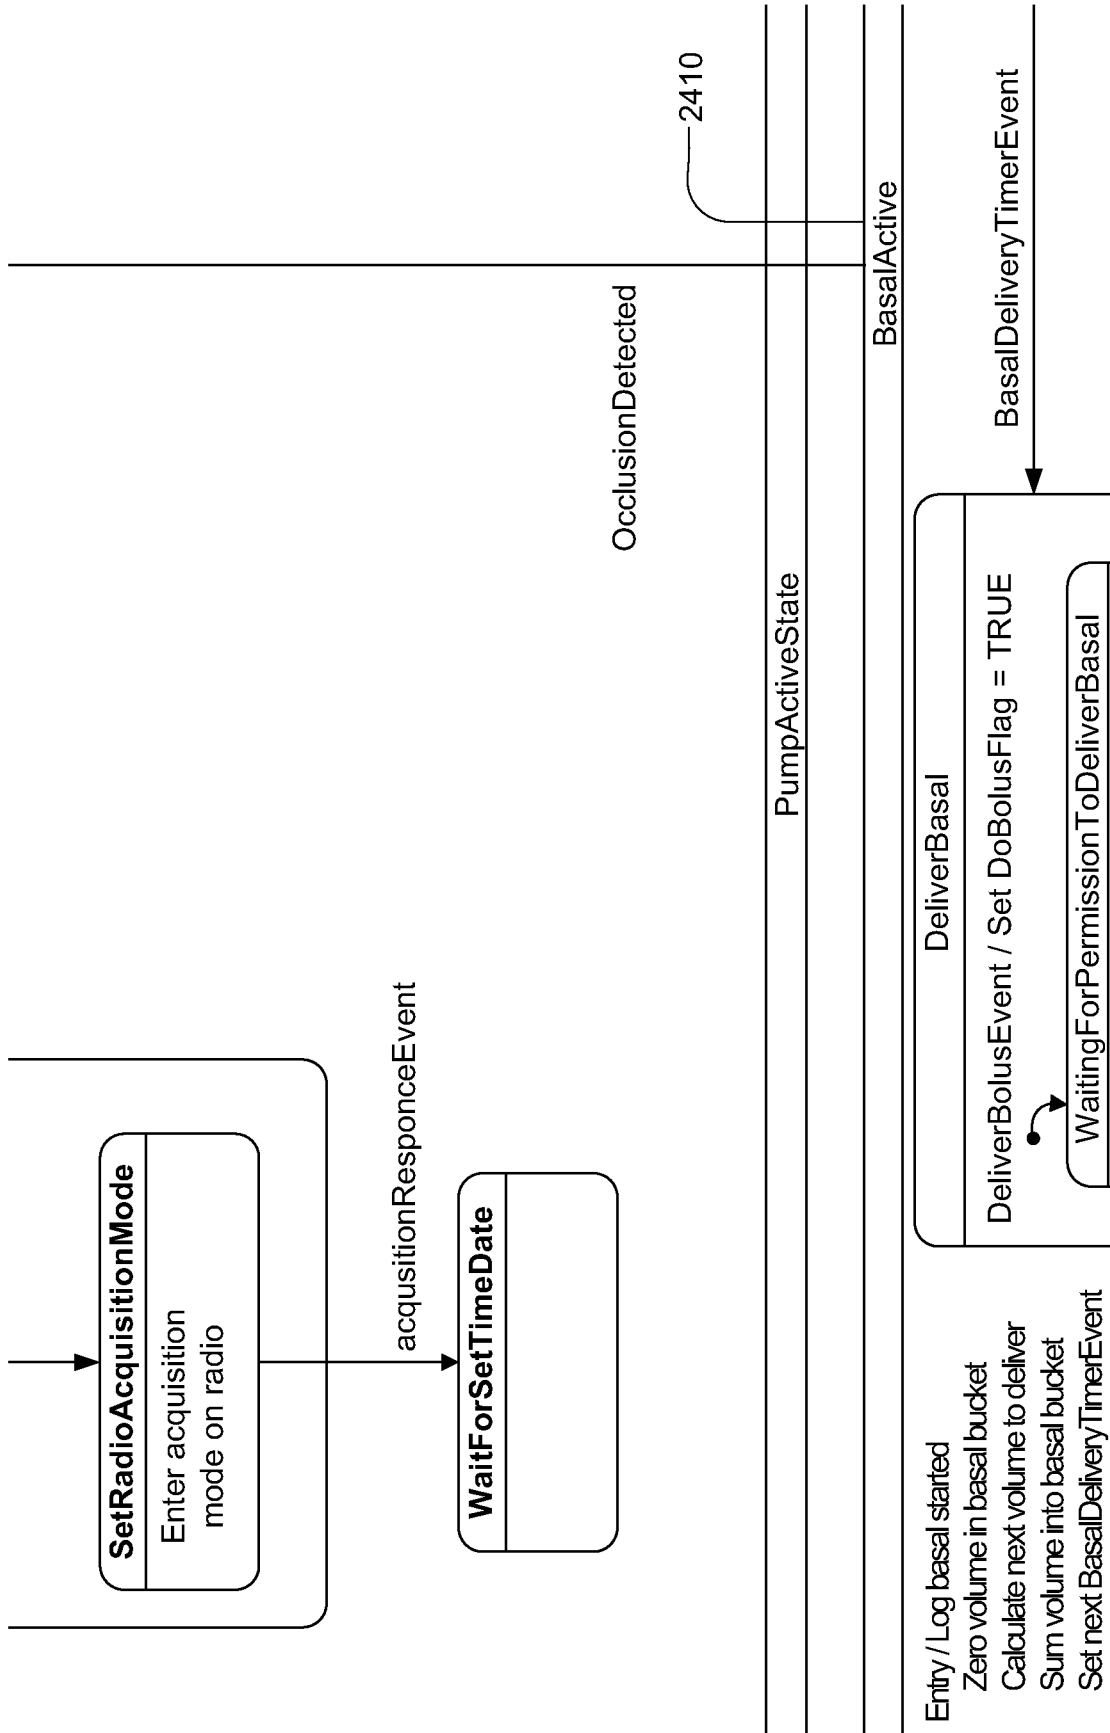 SetRadioAcquisitionMode
Enter acquisition
mode on radio
acqusitionResponceEvent
WaitForSetTimeDate
OcclusionDetected
2410
PumpActiveState
BasalActive
Entry / Log basal started
Zero volume in basal bucket
Calculate next volume to deliver
Sum volume into basal bucket
Set next BasalDeliveryTimerEvent
DeliverBasal
DeliverBolusEvent / Set DoBolusFlag = TRUE
WaitingForPermissionToDeliverBasal
BasalDeliveryTimerEvent